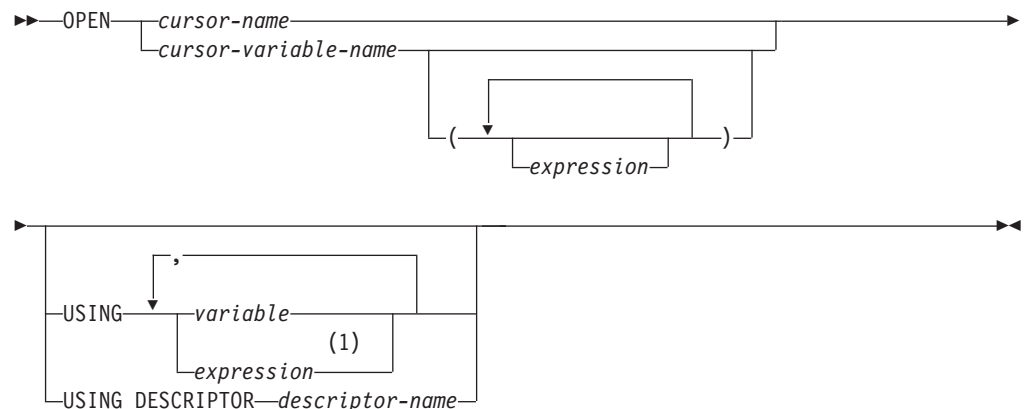 OPEN cursor-name
cursor-variable-name
( )
expression
,
USING variable
(1)
expression
USING DESCRIPTOR descriptor-name